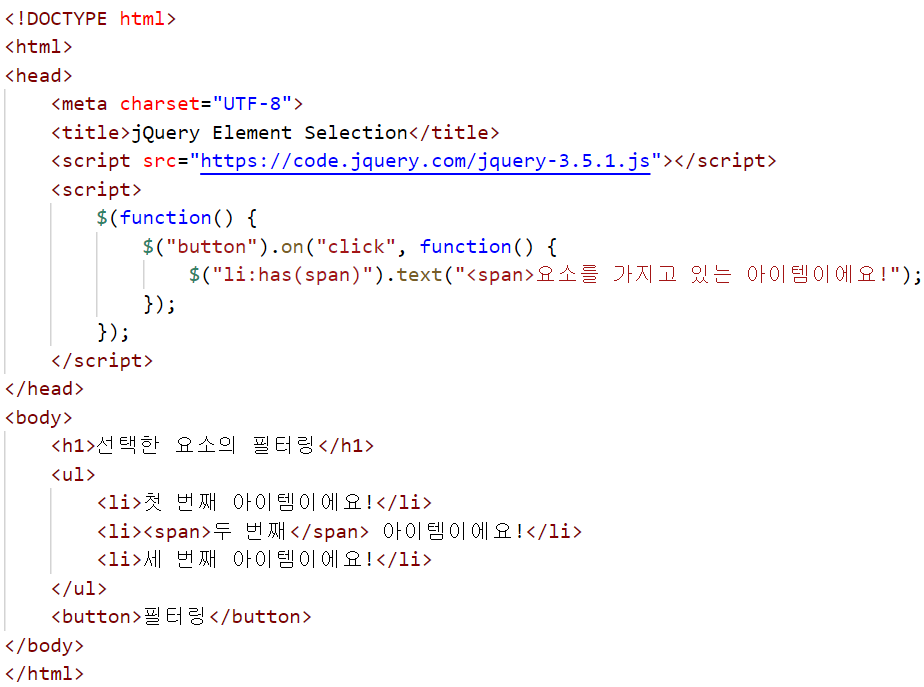 <!DOCTYPE html>
<html>
<head>
    <meta charset="UTF-8">
    <title>jQuery Element Selection</title>
    <script src="https://code.jquery.com/jquery-3.5.1.js"></script>
    <script>
        $(function() {
            $("button").on("click", function() {
                $("li:has(span)").text("<span>요소를 가지고 있는 아이템이에요!");
            });
        });
    </script>
</head>
<body>
    <h1>선택한 요소의 필터링</h1>
    <ul>
        <li>첫 번째 아이템이에요!</li>
        <li><span>두 번째</span> 아이템이에요!</li>
        <li>세 번째 아이템이에요!</li>
    </ul>
    <button>필터링</button>
</body>
</html>